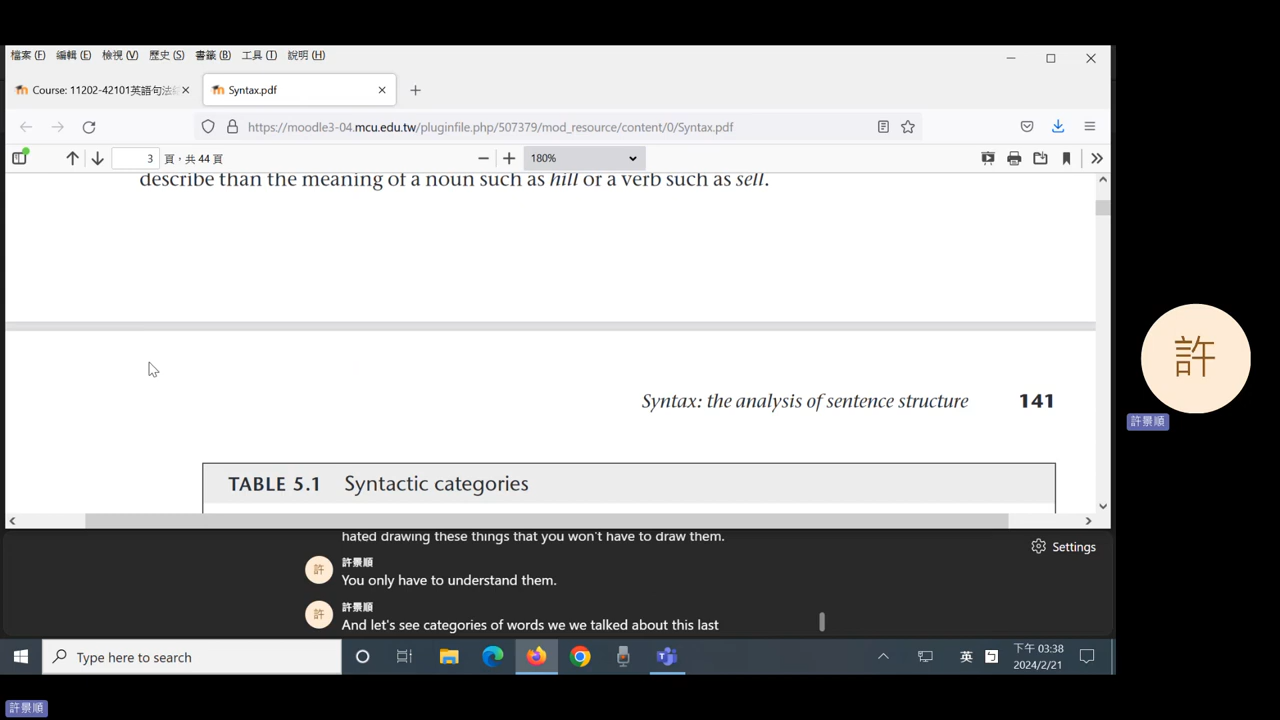 檔案 (F) 編輯 (E) 檢視 (V) 歷史 (S) 書籤 (B) 工具 (T) 說明 (H)
Course: 11202-42101英語句法 Syntax.pdf
https://moodle3-04.mcu.edu.tw/pluginfile.php/507379/mod_resource/content/0/Syntax.pdf
3 頁，共 44 頁 180%
describe than the meaning of a noun such as hill or a verb such as sell.
Syntax: the analysis of sentence structure 141
TABLE 5.1 Syntactic categories
hated drawing these things that you won't have to draw them.
Settings
許 許景順
You only have to understand them.
許 許景順
And let's see categories of words we we talked about this last
Type here to search
英
下午 03:38
2024/2/21
許
許景順
許景順